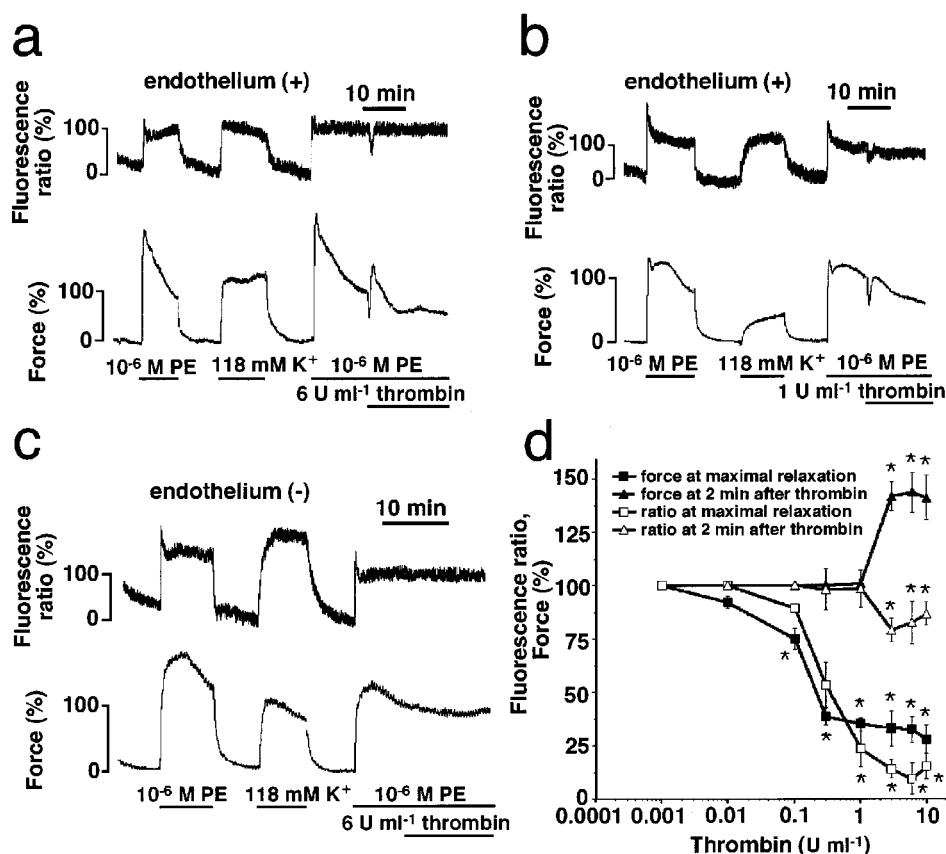 a
endothelium (+)
10 min
Fluorescence
ratio (%)
100
0
Force (%)
100
0
10-6 M PE
118 mM K+
10-6 M PE
6 U ml-1 thrombin
b
endothelium (+)
10 min
Fluorescence
ratio (%)
100
0
Force (%)
100
0
10-6 M PE
118 mM K+
10-6 M PE
1 U ml-1 thrombin
c
endothelium (-)
10 min
Fluorescence
ratio (%)
100
0
Force (%)
100
0
10-6 M PE
118 mM K+
10-6 M PE
6 U ml-1 thrombin
d
Fluorescence ratio,
Force (%)
150
125
100
75
50
25
0
force at maximal relaxation
force at 2 min after thrombin
ratio at maximal relaxation
ratio at 2 min after thrombin
* * *
* * *
*
* * * *
*
* * * *
0.0001 0.001 0.01 0.1 1 10
Thrombin (U ml-1)